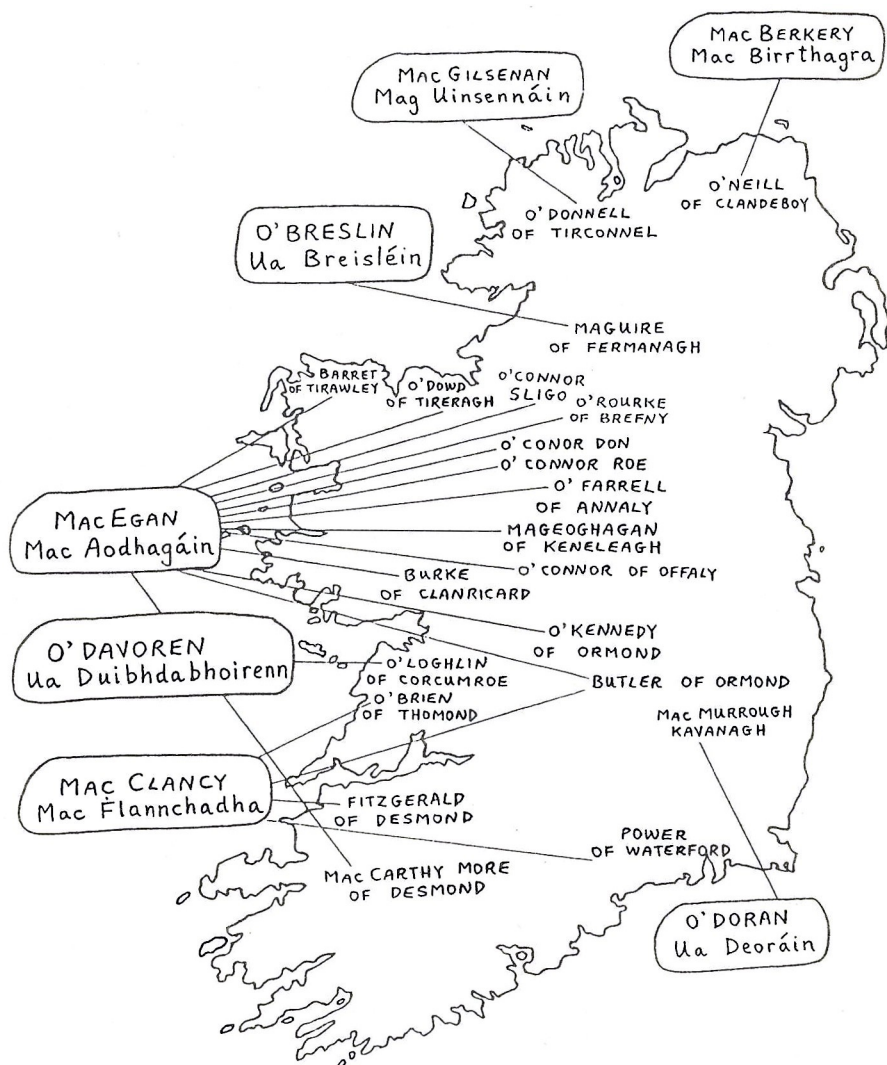 MAC BERKERY
Mac Birrthagra
MAC GILSENAN
Mag Uinsennáin
O'NEILL
OF CLANDEBOY
O'DONNELL
OF TIRCONNEL
O'BRESLIN
Ua Breisléin
MAGUIRE
OF FERMANAGH
BARRET
OF TIRAWLEY
O'DOWD
OF TIRERAGH
O'CONNOR
SLIGO
O'ROURKE
OF BREFNY
O'CONOR DON
O'CONNOR ROE
O'FARRELL
OF ANNALY
MAC EGAN
Mac Aodhagáin
MAGEOGHAGAN
OF KENELEAGH
O'CONNOR OF OFFALY
BURKE
OF CLANRICARD
O'KENNEDY
OF ORMOND
O'DAVOREN
Ua Duibhdabhoirenn
O'LOGHLIN
OF CORCUMROE
BUTLER OF ORMOND
O'BRIEN
OF THOMOND
MAC MURROUGH
KAVANAGH
MAC CLANCY
Mac Ḟlannchadha
FITZGERALD
OF DESMOND
POWER
OF WATERFORD
MAC CARTHY MORE
OF DESMOND
O'DORAN
Ua Deoráin